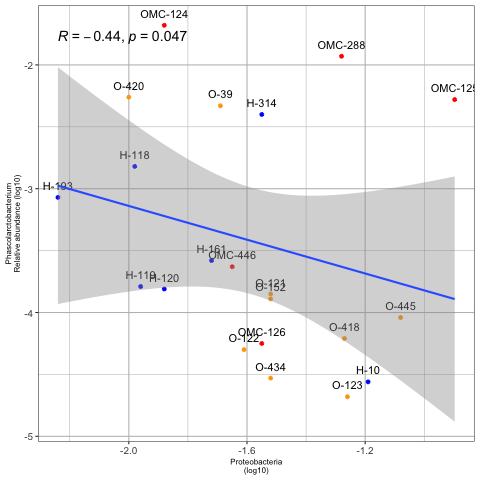 OMC-124
R = −0.44, p = 0.047
OMC-288
-2
O-420
O-39
H-314
OMC-125
H-118
H-193
-3
H-161
OMC-446
H-119
H-120
O-121
O-152
O-445
-4
O-418
OMC-126
O-122
O-434
H-10
O-123
-5
-2.0
-1.6
-1.2
Proteobacteria
(log10)
Phascolarctobacterium
Relative abundance (log10)